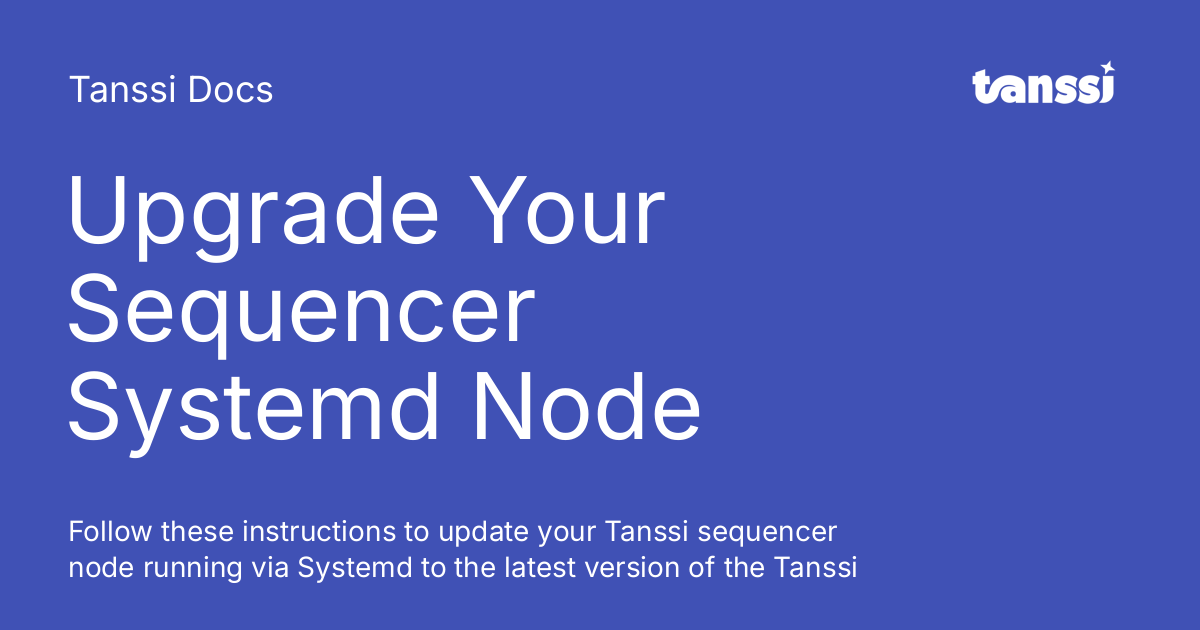 Tanssi Docs
tanssi
Upgrade Your
Sequencer
Systemd Node
Follow these instructions to update your Tanssi sequencer
node running via Systemd to the latest version of the Tanssi